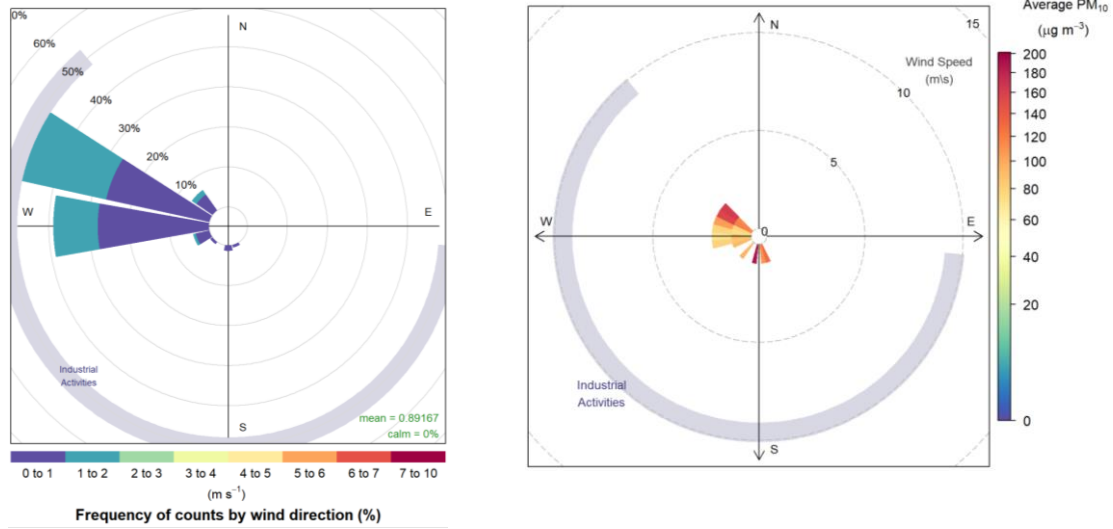 0%
60%
50%
40%
30%
20%
10%
N
W
E
S
Industrial
Activities
mean = 0.89167
calm = 0%
0 to 1 1 to 2 2 to 3 3 to 4 4 to 5 5 to 6 6 to 7 7 to 10
(m s⁻¹)
Frequency of counts by wind direction (%)
N
15
Wind Speed
(m\s)
10
5
0
W
E
Industrial
Activities
S
Average PM₁₀
(μg m⁻³)
200
180
160
140
120
100
80
60
40
20
0